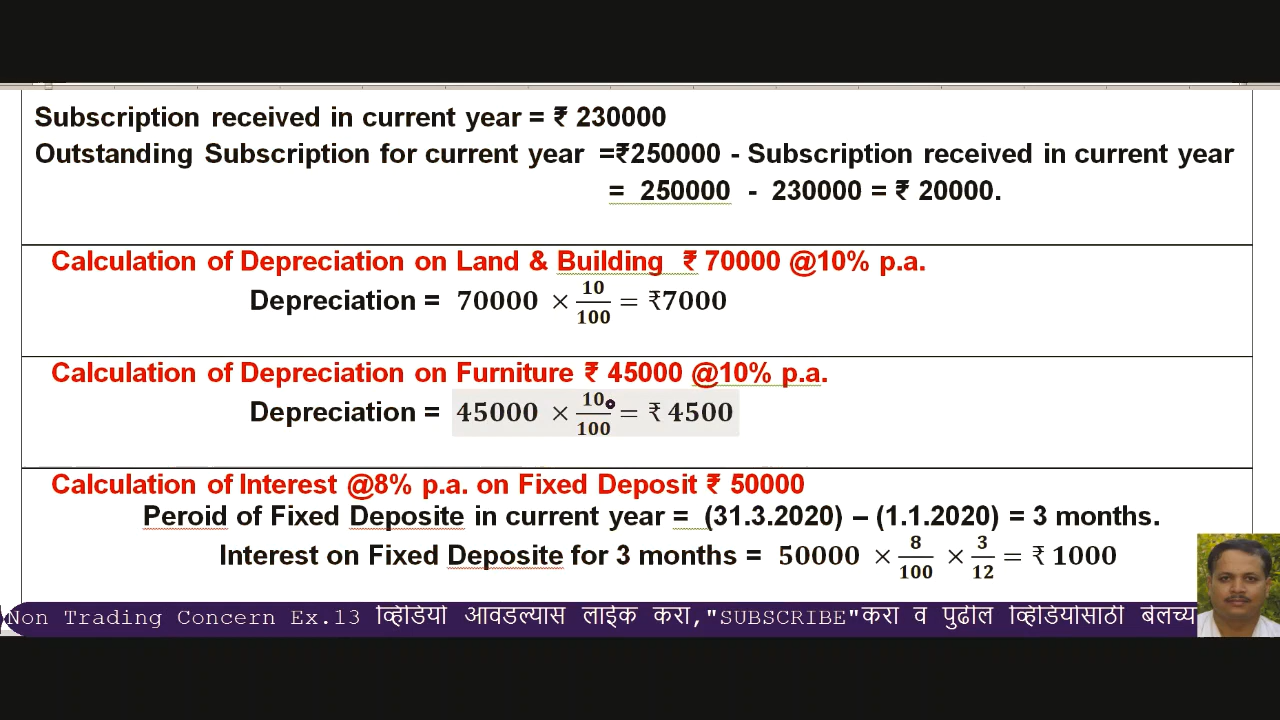 Subscription received in current year = ₹ 230000
Outstanding Subscription for current year =₹250000 - Subscription received in current year
= 250000 - 230000 = ₹ 20000.
Calculation of Depreciation on Land & Building ₹ 70000 @10% p.a.
Depreciation = 70000 × 10/100 = ₹7000
Calculation of Depreciation on Furniture ₹ 45000 @10% p.a.
Depreciation = 45000 × 10/100 = ₹ 4500
Calculation of Interest @8% p.a. on Fixed Deposit ₹ 50000
Peroid of Fixed Deposite in current year = (31.3.2020) – (1.1.2020) = 3 months.
Interest on Fixed Deposite for 3 months = 50000 × 8/100 × 3/12 = ₹ 1000
Non Trading Concern Ex.13 व्हिडियो आवडल्यास लाईक करा,"SUBSCRIBE"करा व पुढील व्हिडियोसाठी बेलच्य